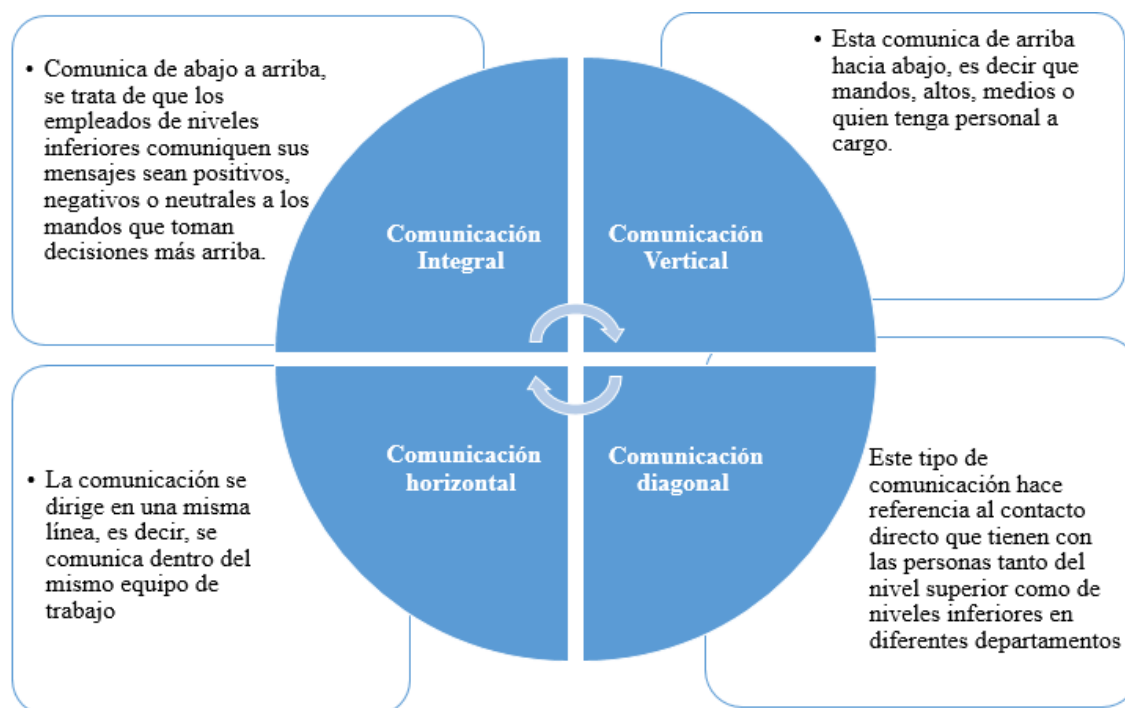 • Comunica de abajo a arriba,
se trata de que los
empleados de niveles
inferiores comuniquen sus
mensajes sean positivos,
negativos o neutrales a los
mandos que toman
decisiones más arriba.
• Esta comunica de arriba
hacia abajo, es decir que
mandos, altos, medios o
quien tenga personal a
cargo.
Comunicación
Integral
Comunicación
Vertical
Comunicación
horizontal
Comunicación
diagonal
• La comunicación se
dirige en una misma
línea, es decir, se
comunica dentro del
mismo equipo de
trabajo
Este tipo de
comunicación hace
referencia al contacto
directo que tienen con
las personas tanto del
nivel superior como de
niveles inferiores en
diferentes departamentos